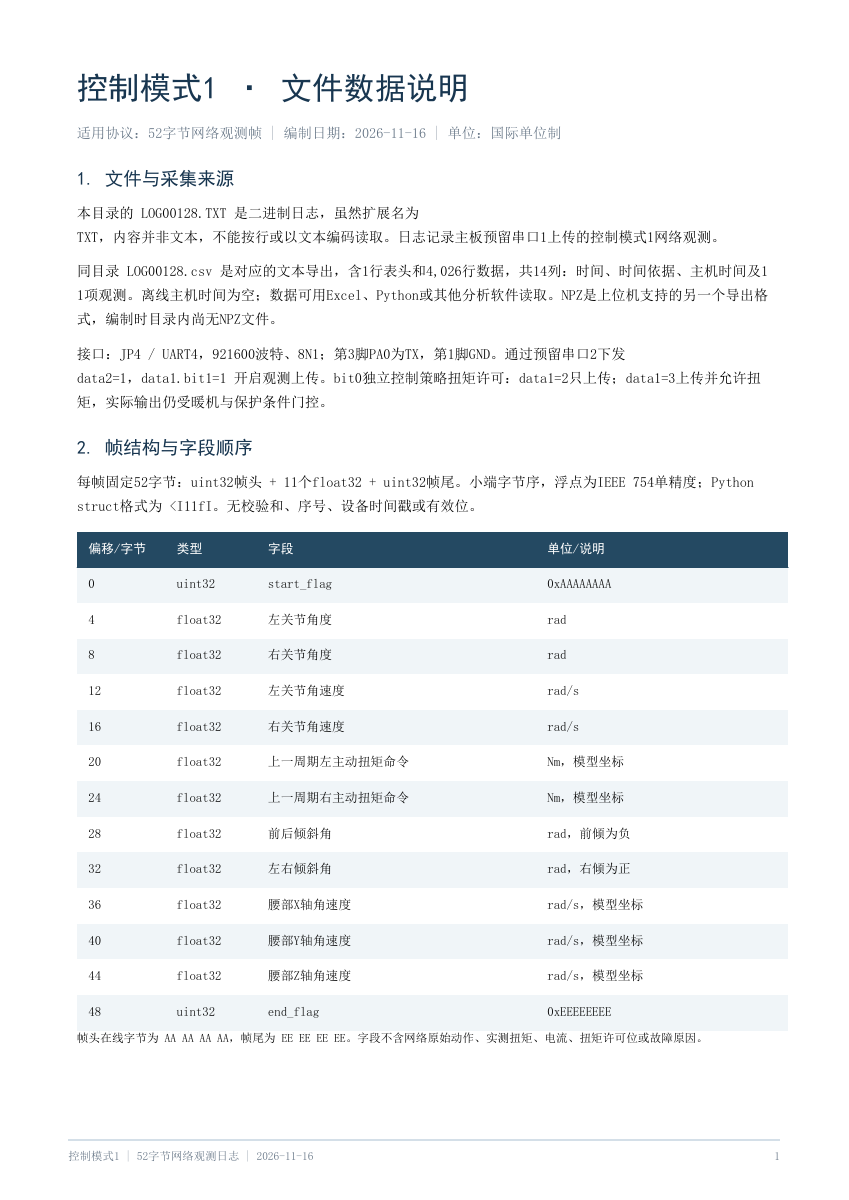 控制模式1 · 文件数据说明
适用协议：52字节网络观测帧 | 编制日期：2026-11-16 | 单位：国际单位制
1. 文件与采集来源
本目录的 LOG00128.TXT 是二进制日志，虽然扩展名为
TXT，内容并非文本，不能按行或以文本编码读取。日志记录主板预留串口1上传的控制模式1网络观测。
同目录 LOG00128.csv 是对应的文本导出，含1行表头和4,026行数据，共14列：时间、时间依据、主机时间及1
1项观测。离线主机时间为空；数据可用Excel、Python或其他分析软件读取。NPZ是上位机支持的另一个导出格
式，编制时目录内尚无NPZ文件。
接口：JP4 / UART4，921600波特、8N1；第3脚PA0为TX，第1脚GND。通过预留串口2下发
data2=1，data1.bit1=1 开启观测上传。bit0独立控制策略扭矩许可：data1=2只上传；data1=3上传并允许扭
矩，实际输出仍受暖机与保护条件门控。
2. 帧结构与字段顺序
每帧固定52字节：uint32帧头 + 11个float32 + uint32帧尾。小端字节序，浮点为IEEE 754单精度；Python
struct格式为 <I11fI。无校验和、序号、设备时间戳或有效位。
偏移/字节 类型 字段 单位/说明
0 uint32 start_flag 0xAAAAAAAA
4 float32 左关节角度 rad
8 float32 右关节角度 rad
12 float32 左关节角速度 rad/s
16 float32 右关节角速度 rad/s
20 float32 上一周期左主动扭矩命令 Nm，模型坐标
24 float32 上一周期右主动扭矩命令 Nm，模型坐标
28 float32 前后倾斜角 rad，前倾为负
32 float32 左右倾斜角 rad，右倾为正
36 float32 腰部X轴角速度 rad/s，模型坐标
40 float32 腰部Y轴角速度 rad/s，模型坐标
44 float32 腰部Z轴角速度 rad/s，模型坐标
48 uint32 end_flag 0xEEEEEEEE
帧头在线字节为 AA AA AA AA，帧尾为 EE EE EE EE。字段不含网络原始动作、实测扭矩、电流、扭矩许可位或故障原因。
控制模式1 | 52字节网络观测日志 | 2026-11-16 1